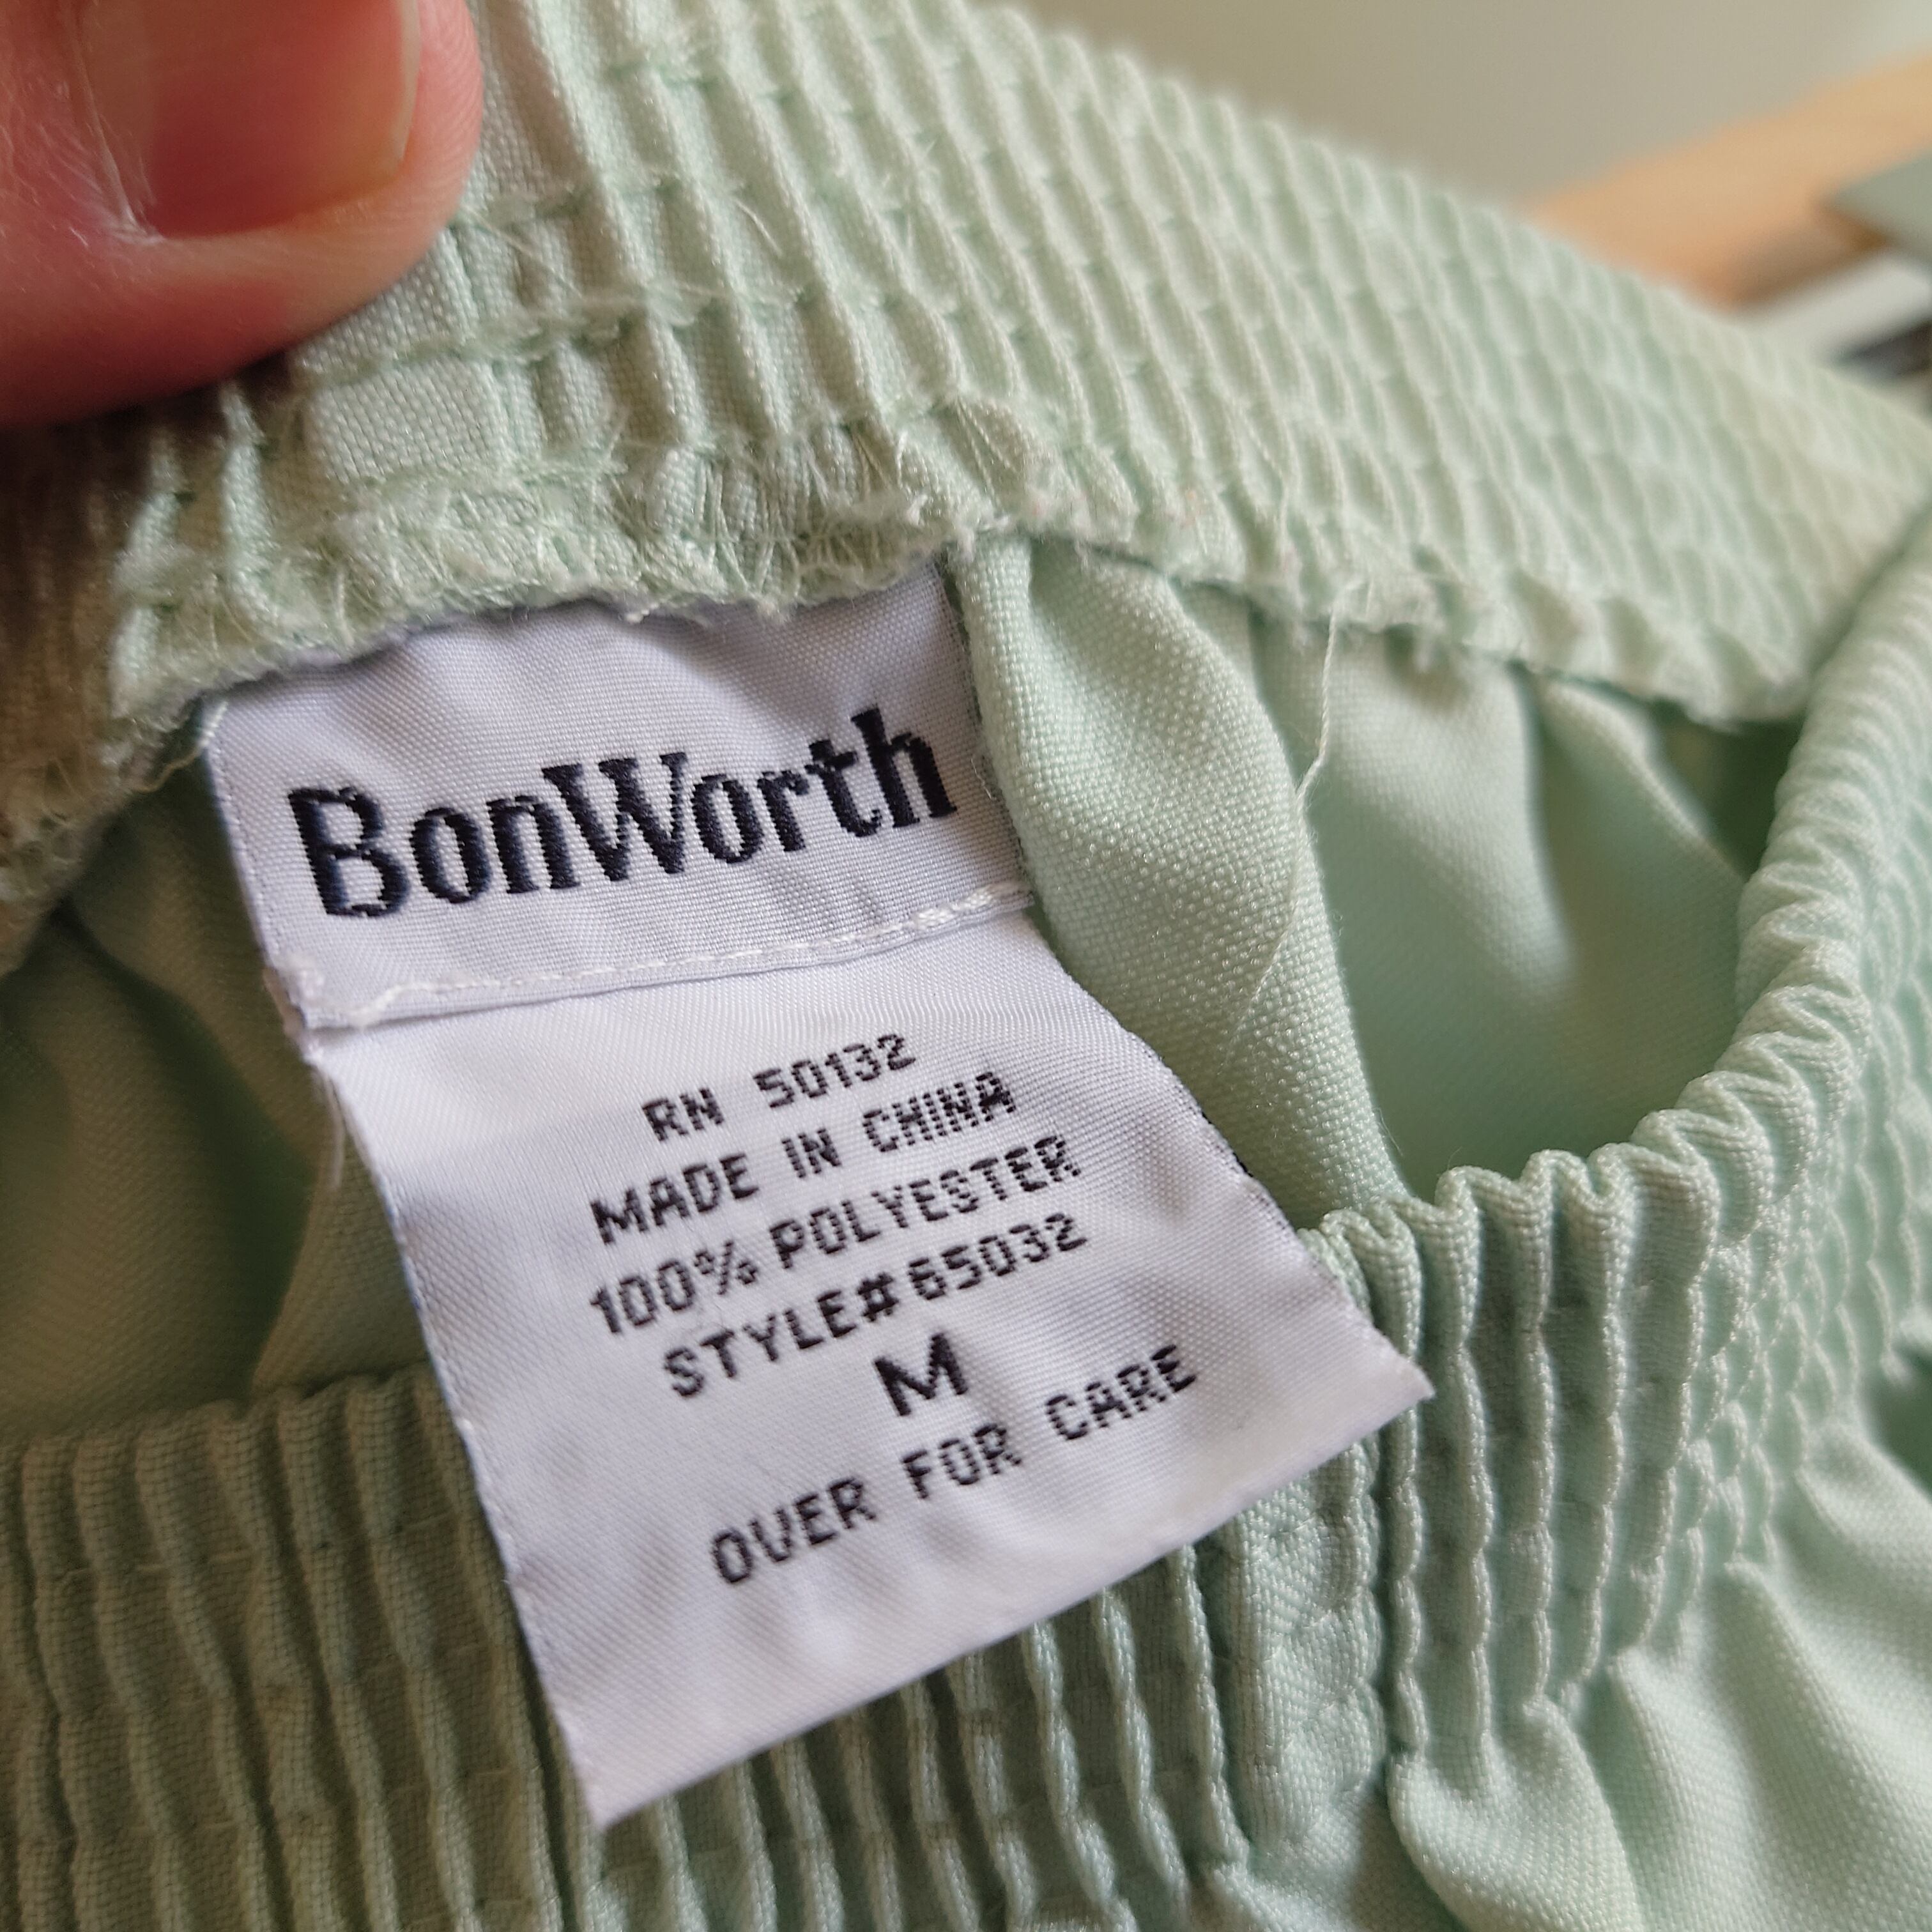 BonWorth
RN 50132
MADE IN CHINA
100% POLYESTER
STYLE#65032
M
OVER FOR CARE